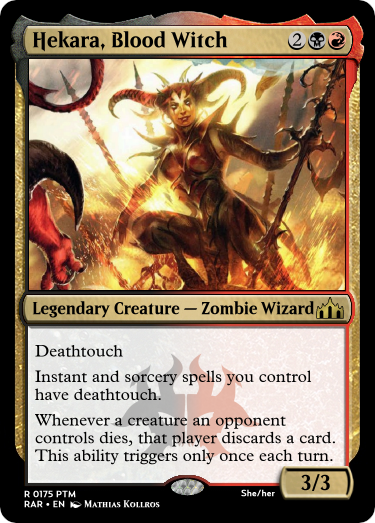 Hekara, Blood Witch 2
Legendary Creature — Zombie Wizard
Deathtouch
Instant and sorcery spells you control
have deathtouch.
Whenever a creature an opponent
controls dies, that player discards a card.
This ability triggers only once each turn.
3/3
R 0175 PTM She/her
RAR • EN Mathias Kollros